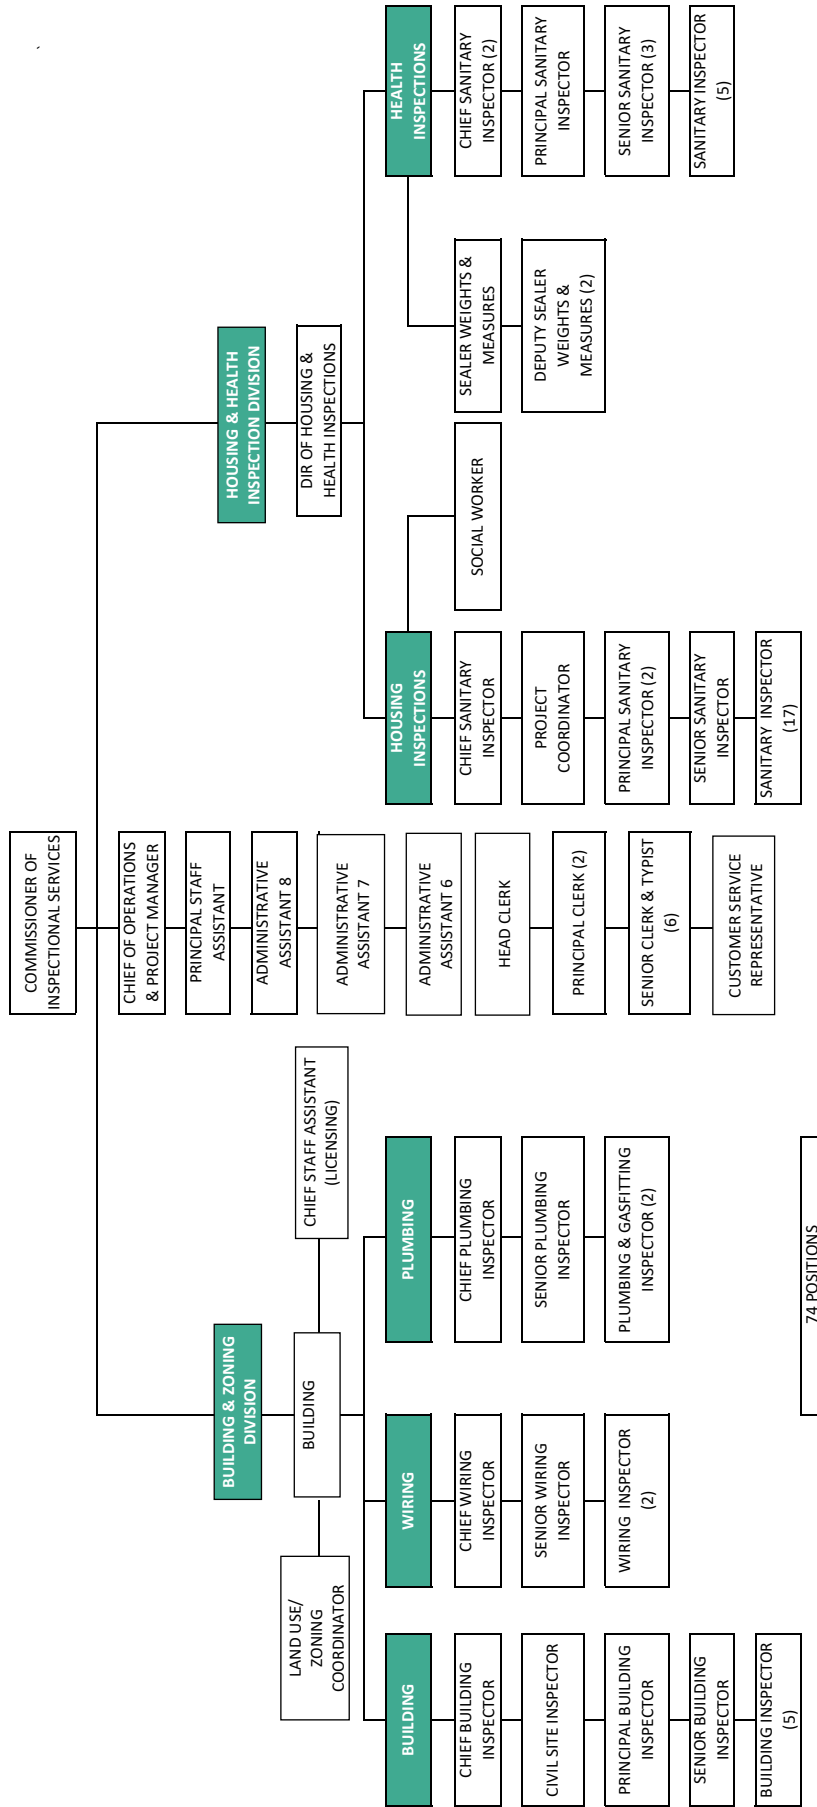 COMMISSIONER OF
INSPECTIONAL SERVICES
CHIEF OF OPERATIONS
& PROJECT MANAGER
PRINCIPAL STAFF
ASSISTANT
ADMINISTRATIVE
ASSISTANT 8
ADMINISTRATIVE
ASSISTANT 7
ADMINISTRATIVE
ASSISTANT 6
HEAD CLERK
PRINCIPAL CLERK (2)
SENIOR CLERK & TYPIST
(6)
CUSTOMER SERVICE
REPRESENTATIVE
BUILDING & ZONING
DIVISION
LAND USE/
ZONING
COORDINATOR
BUILDING
CHIEF STAFF ASSISTANT
(LICENSING)
BUILDING
CHIEF BUILDING
INSPECTOR
CIVIL SITE INSPECTOR
PRINCIPAL BUILDING
INSPECTOR
SENIOR BUILDING
INSPECTOR
BUILDING INSPECTOR
(5)
WIRING
CHIEF WIRING
INSPECTOR
SENIOR WIRING
INSPECTOR
WIRING INSPECTOR
(2)
PLUMBING
CHIEF PLUMBING
INSPECTOR
SENIOR PLUMBING
INSPECTOR
PLUMBING & GASFITTING
INSPECTOR (2)
HOUSING & HEALTH
INSPECTION DIVISION
DIR OF HOUSING &
HEALTH INSPECTIONS
HOUSING
INSPECTIONS
CHIEF SANITARY
INSPECTOR
PROJECT
COORDINATOR
PRINCIPAL SANITARY
INSPECTOR (2)
SENIOR SANITARY
INSPECTOR
SANITARY INSPECTOR
(17)
SOCIAL WORKER
HEALTH
INSPECTIONS
SEALER WEIGHTS &
MEASURES
DEPUTY SEALER
WEIGHTS &
MEASURES (2)
CHIEF SANITARY
INSPECTOR (2)
PRINCIPAL SANITARY
INSPECTOR
SENIOR SANITARY
INSPECTOR (3)
SANITARY INSPECTOR
(5)
74 POSITIONS